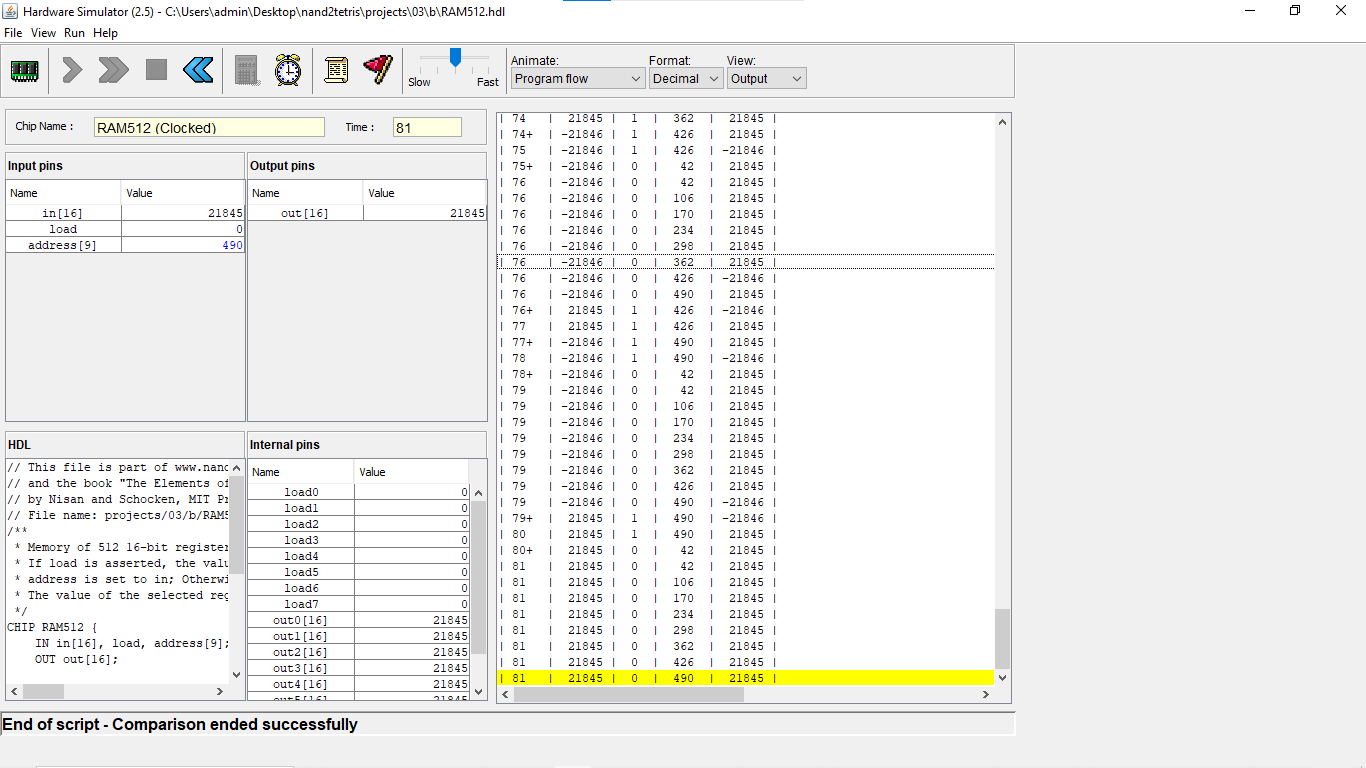 Hardware Simulator (2.5) - C:\Users\admin\Desktop\nand2tetris\projects\03\b\RAM512.hdl
File View Run Help
Slow Fast
Animate: Format: View:
Program flow Decimal Output
Chip Name : RAM512 (Clocked) Time : 81
Input pins
Name Value
in[16] 21845
load 0
address[9] 490
Output pins
Name Value
out[16] 21845
HDL
// This file is part of www.nand
// and the book "The Elements of
// by Nisan and Schocken, MIT Pr
// File name: projects/03/b/RAM5
/**
* Memory of 512 16-bit register
* If load is asserted, the valu
* address is set to in; Otherwi
* The value of the selected reg
*/
CHIP RAM512 {
IN in[16], load, address[9];
OUT out[16];
Internal pins
Name Value
load0 0
load1 0
load2 0
load3 0
load4 0
load5 0
load6 0
load7 0
out0[16] 21845
out1[16] 21845
out2[16] 21845
out3[16] 21845
out4[16] 21845
out5[16] 21845
| 74 | 21845 | 1 | 362 | 21845 |
| 74+ | -21846 | 1 | 426 | 21845 |
| 75 | -21846 | 1 | 426 | -21846 |
| 75+ | -21846 | 0 | 42 | 21845 |
| 76 | -21846 | 0 | 42 | 21845 |
| 76 | -21846 | 0 | 106 | 21845 |
| 76 | -21846 | 0 | 170 | 21845 |
| 76 | -21846 | 0 | 234 | 21845 |
| 76 | -21846 | 0 | 298 | 21845 |
| 76 | -21846 | 0 | 362 | 21845 |
| 76 | -21846 | 0 | 426 | -21846 |
| 76 | -21846 | 0 | 490 | 21845 |
| 76+ | 21845 | 1 | 426 | -21846 |
| 77 | 21845 | 1 | 426 | 21845 |
| 77+ | -21846 | 1 | 490 | 21845 |
| 78 | -21846 | 1 | 490 | -21846 |
| 78+ | -21846 | 0 | 42 | 21845 |
| 79 | -21846 | 0 | 42 | 21845 |
| 79 | -21846 | 0 | 106 | 21845 |
| 79 | -21846 | 0 | 170 | 21845 |
| 79 | -21846 | 0 | 234 | 21845 |
| 79 | -21846 | 0 | 298 | 21845 |
| 79 | -21846 | 0 | 362 | 21845 |
| 79 | -21846 | 0 | 426 | 21845 |
| 79 | -21846 | 0 | 490 | -21846 |
| 79+ | 21845 | 1 | 490 | -21846 |
| 80 | 21845 | 1 | 490 | 21845 |
| 80+ | 21845 | 0 | 42 | 21845 |
| 81 | 21845 | 0 | 42 | 21845 |
| 81 | 21845 | 0 | 106 | 21845 |
| 81 | 21845 | 0 | 170 | 21845 |
| 81 | 21845 | 0 | 234 | 21845 |
| 81 | 21845 | 0 | 298 | 21845 |
| 81 | 21845 | 0 | 362 | 21845 |
| 81 | 21845 | 0 | 426 | 21845 |
| 81 | 21845 | 0 | 490 | 21845 |
End of script - Comparison ended successfully